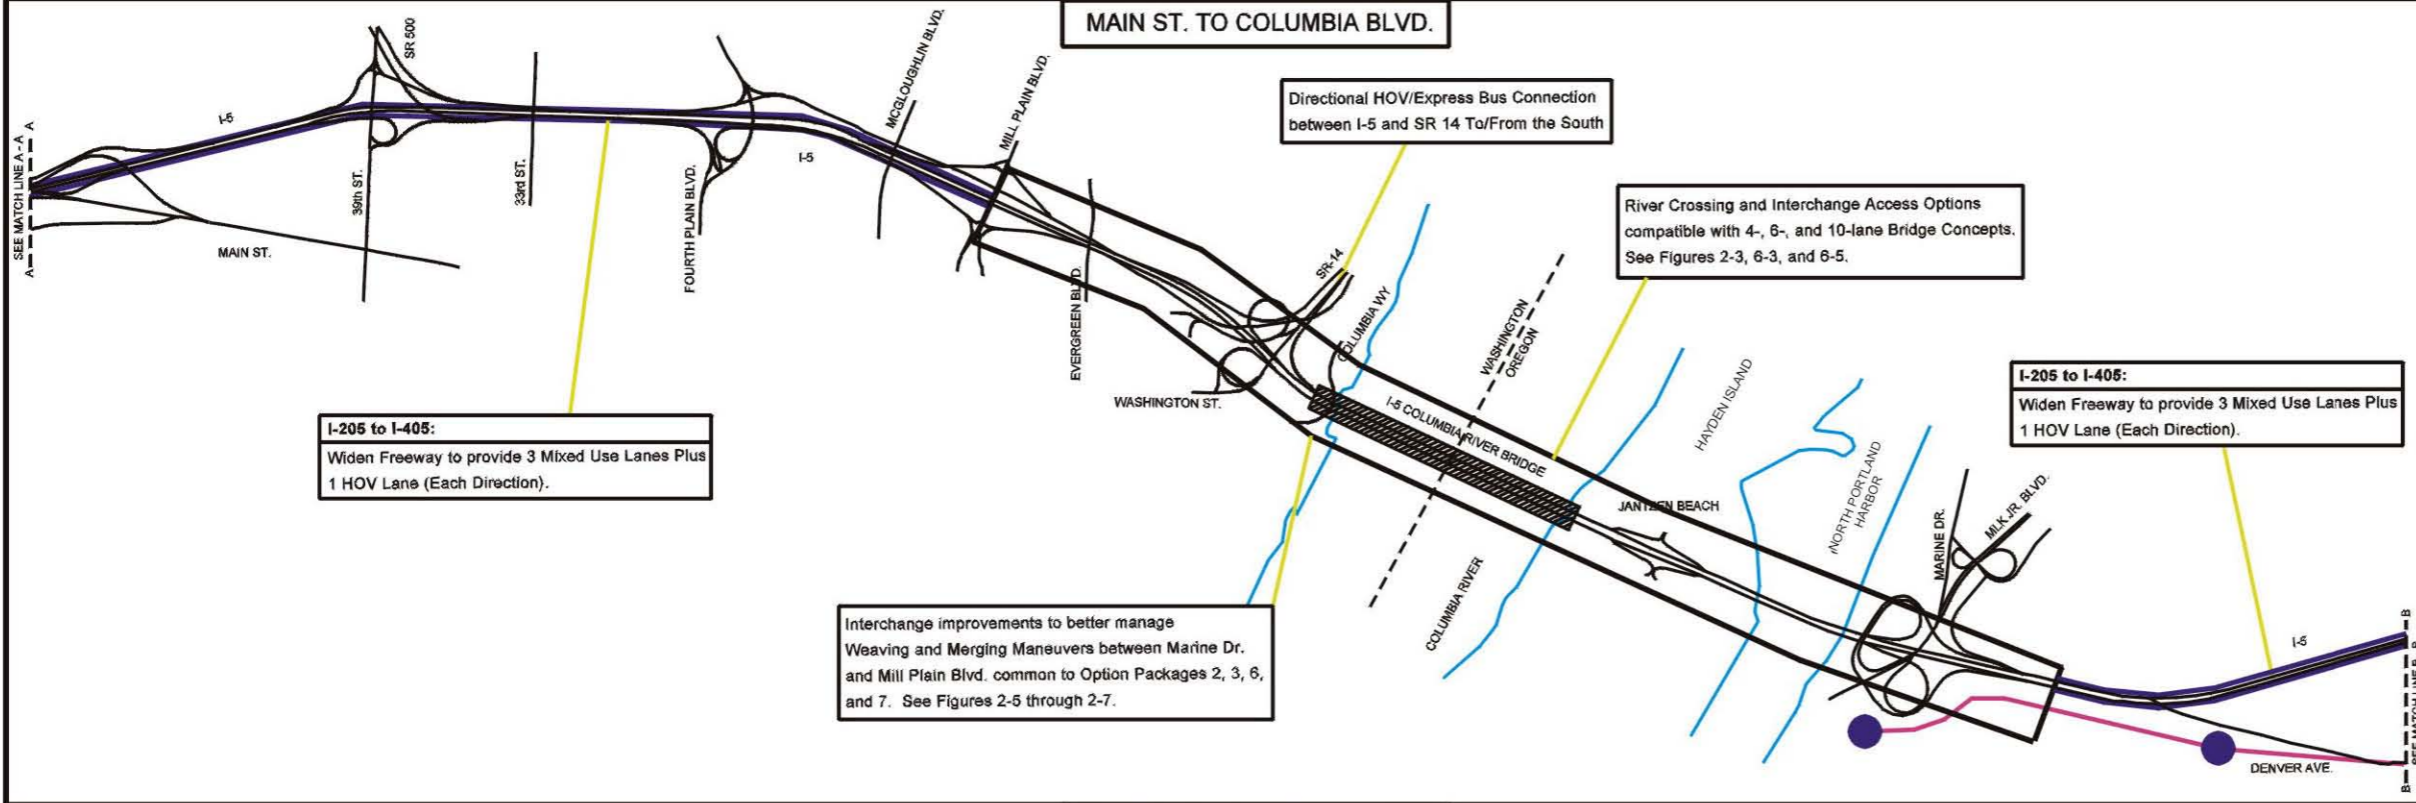 MAIN ST. TO COLUMBIA BLVD.
SEE MATCH LINE A - A
A
A
I-5
MAIN ST.
SR 500
39th ST.
33rd ST.
FOURTH PLAIN BLVD.
I-5
MCGLOUGHLIN BLVD.
MILL PLAIN BLVD.
EVERGREEN BLVD.
WASHINGTON ST.
SR-14
COLUMBIA WY
Directional HOV/Express Bus Connection
between I-5 and SR 14 To/From the South
River Crossing and Interchange Access Options
compatible with 4-, 6-, and 10-lane Bridge Concepts.
See Figures 2-3, 6-3, and 6-5.
I-205 to I-405:
Widen Freeway to provide 3 Mixed Use Lanes Plus
1 HOV Lane (Each Direction).
WASHINGTON
OREGON
I-5 COLUMBIA RIVER BRIDGE
COLUMBIA RIVER
HAYDEN ISLAND
JANTZEN BEACH
NORTH PORTLAND
HARBOR
MARINE DR.
MLK JR. BLVD.
I-205 to I-405:
Widen Freeway to provide 3 Mixed Use Lanes Plus
1 HOV Lane (Each Direction).
Interchange improvements to better manage
Weaving and Merging Maneuvers between Marine Dr.
and Mill Plain Blvd. common to Option Packages 2, 3, 6,
and 7. See Figures 2-5 through 2-7.
I-5
DENVER AVE.
B
B
SEE MATCH LINE B - B